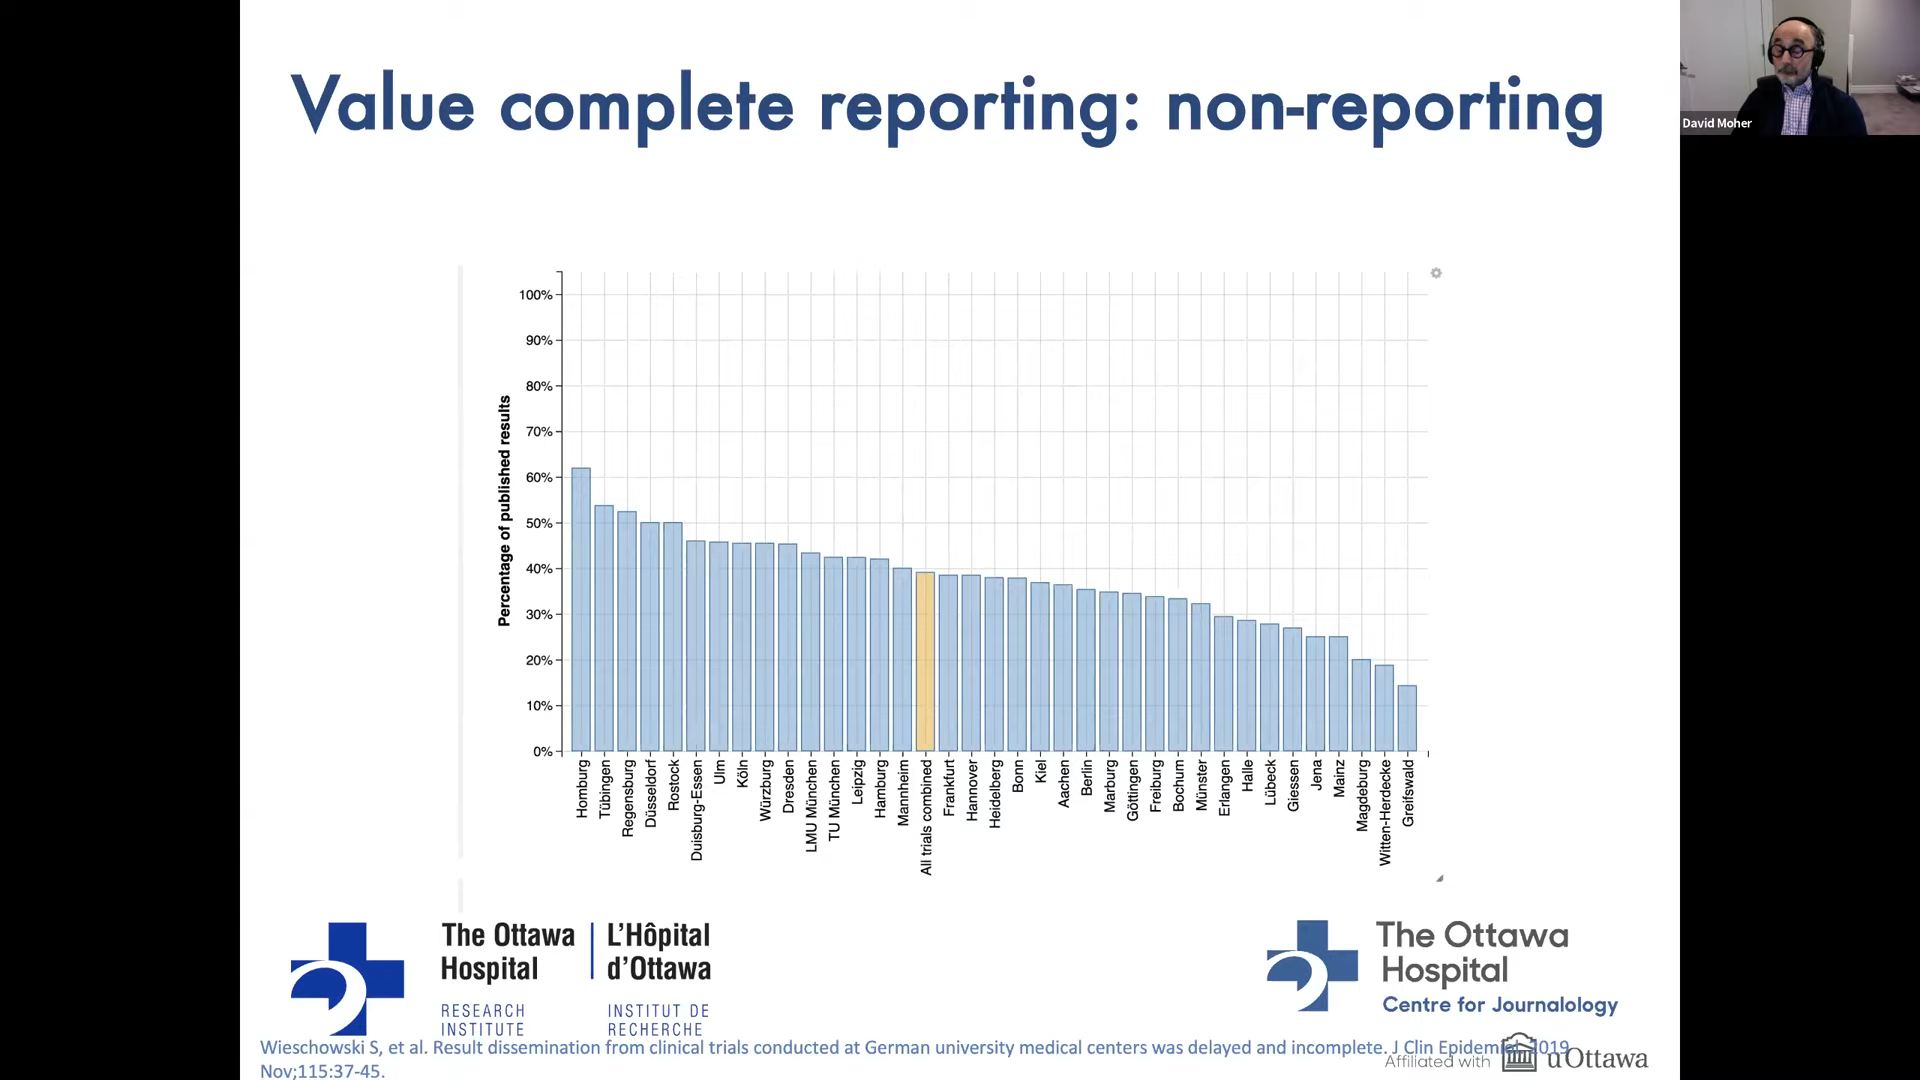 Value complete reporting: non-reporting
David Moher
Percentage of published results
100%
90%
80%
70%
60%
50%
40%
30%
20%
10%
0%
Homburg
Tübingen
Regensburg
Düsseldorf
Rostock
Duisburg-Essen
Ulm
Köln
Würzburg
Dresden
LMU München
TU München
Leipzig
Hamburg
Mannheim
All trials combined
Frankfurt
Hannover
Heidelberg
Bonn
Kiel
Aachen
Berlin
Marburg
Göttingen
Freiburg
Bochum
Münster
Erlangen
Halle
Lübeck
Giessen
Jena
Mainz
Magdeburg
Witten-Herdecke
Greifswald
The Ottawa
Hospital
RESEARCH
INSTITUTE
L'Hôpital
d'Ottawa
INSTITUT DE
RECHERCHE
The Ottawa
Hospital
Centre for Journalology
Affiliated with uOttawa
Wieschowski S, et al. Result dissemination from clinical trials conducted at German university medical centers was delayed and incomplete. J Clin Epidemiol. 2019
Nov;115:37-45.